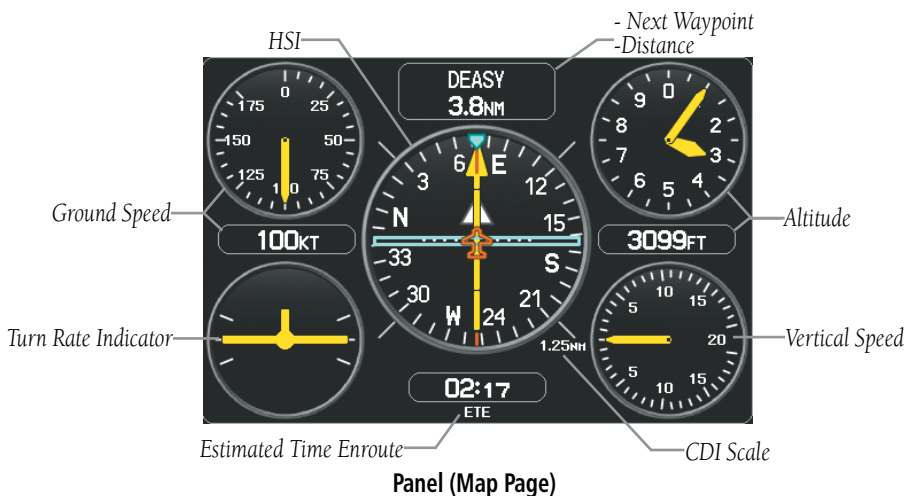 - Next Waypoint
-Distance
HSI
DEASY
3.8NM
0
25
50
75
100
125
150
175
0
2
3
4
5
6
7
8
9
6
E
12
15
S
21
24
W
30
33
N
3
Ground Speed
100KT
3099FT
Altitude
Turn Rate Indicator
5
10
15
20
15
10
5
Vertical Speed
1.25NM
02:17
ETE
Estimated Time Enroute
CDI Scale
Panel (Map Page)